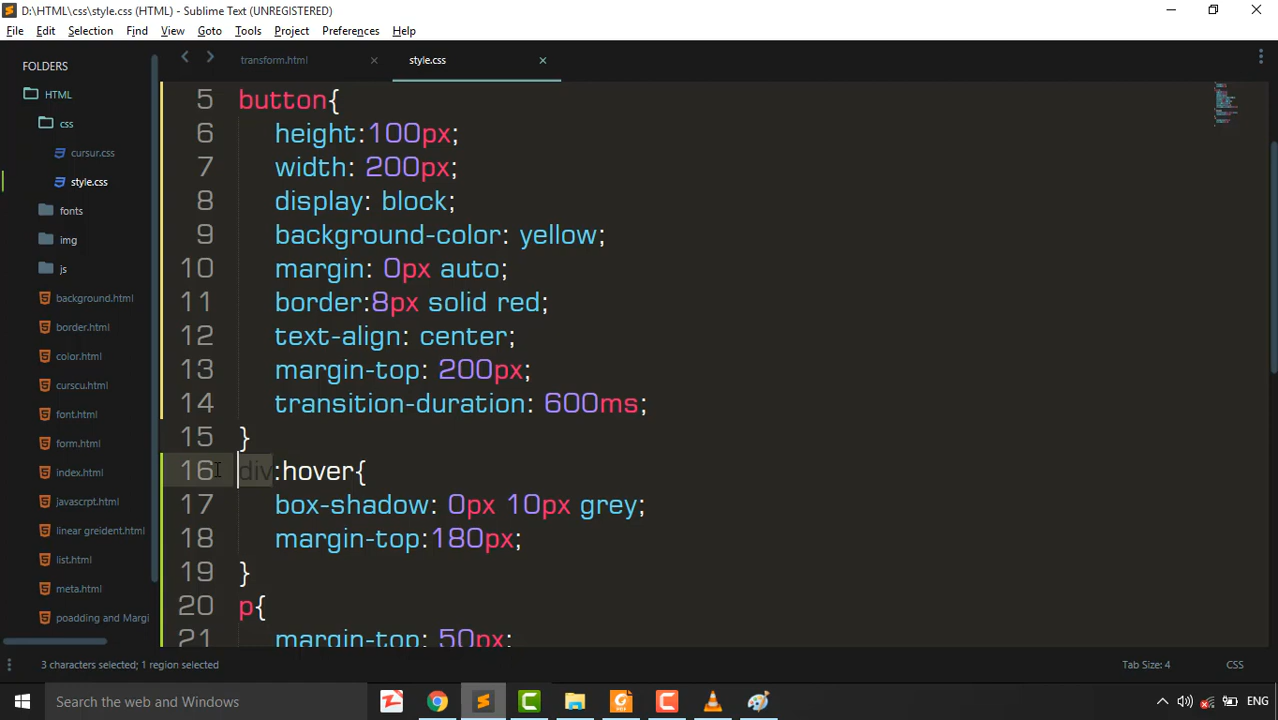 D:\HTML\css\style.css (HTML) - Sublime Text (UNREGISTERED)
File Edit Selection Find View Goto Tools Project Preferences Help
FOLDERS
HTML
css
cursur.css
style.css
fonts
img
js
background.html
border.html
color.html
curscu.html
font.html
form.html
index.html
javascrpt.html
linear greident.html
list.html
meta.html
poadding and Margi
transform.html
style.css
5 button{
6 height:100px;
7 width: 200px;
8 display: block;
9 background-color: yellow;
10 margin: 0px auto;
11 border:8px solid red;
12 text-align: center;
13 margin-top: 200px;
14 transition-duration: 600ms;
15 }
16 div:hover{
17 box-shadow: 0px 10px grey;
18 margin-top:180px;
19 }
20 p{
21 margin-top: 50px;
3 characters selected; 1 region selected
Tab Size: 4
CSS
Search the web and Windows
ENG